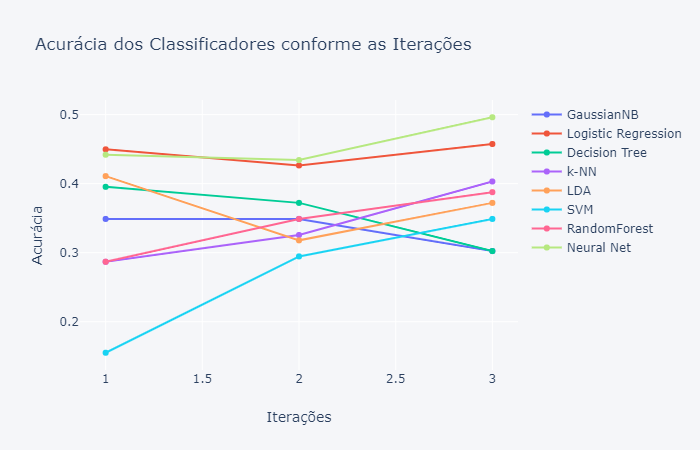 Acurácia dos Classificadores conforme as Iterações
Acurácia
0.5
0.4
0.3
0.2
1
1.5
2
2.5
3
Iterações
GaussianNB
Logistic Regression
Decision Tree
k-NN
LDA
SVM
RandomForest
Neural Net